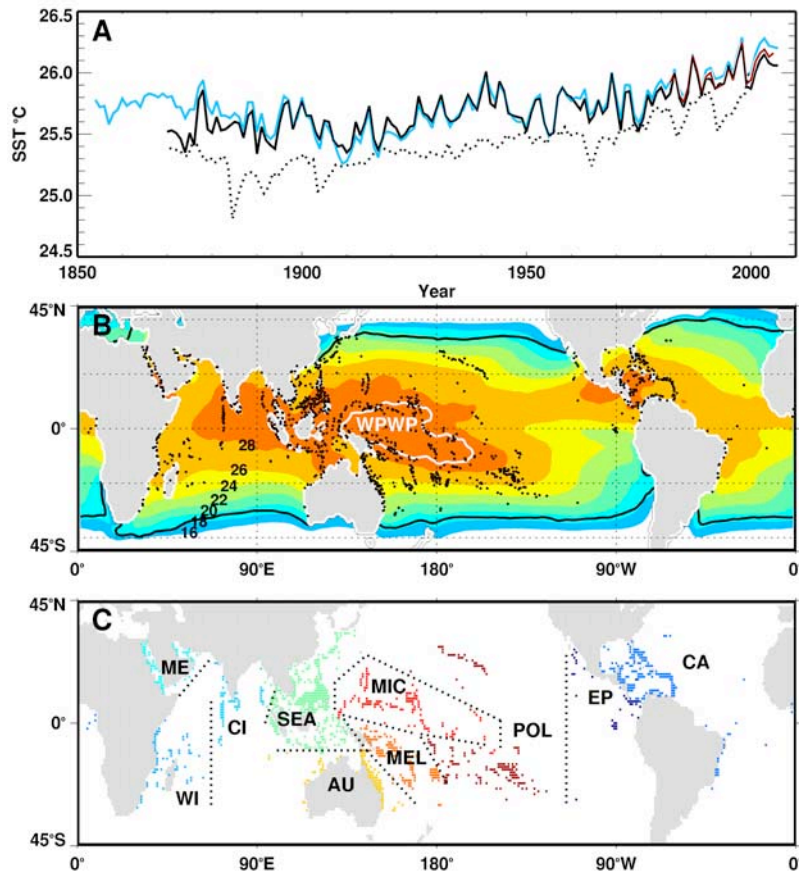 A
26.5
26.0
25.5
25.0
24.5
SST °C
1850
1900
1950
2000
Year
B
45°N
0°
45°S
WPWP
28
26
24
22
20
18
16
0°
90°E
180°
90°W
0°
C
45°N
0°
45°S
ME
CI
WI
SEA
MIC
MEL
AU
POL
EP
CA
0°
90°E
180°
90°W
0°